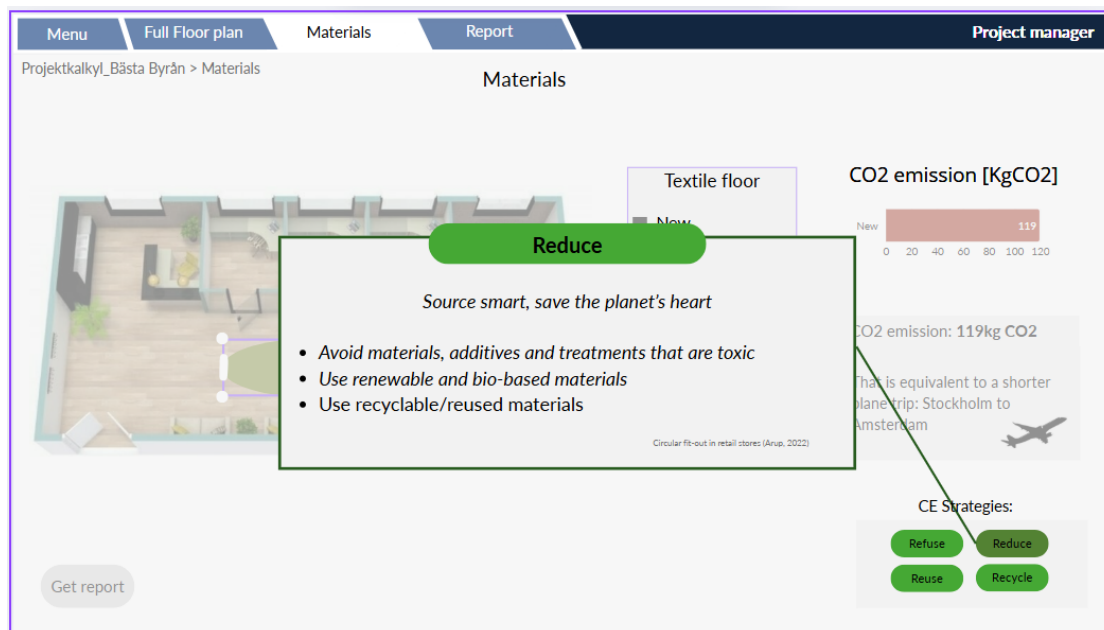 Menu
Full Floor plan
Materials
Report
Project manager
Projektkalkyl_Bästa Byrån > Materials
Materials
Textile floor
New
CO2 emission [KgCO2]
New
119
0 20 40 60 80 100 120
Reduce
Source smart, save the planet's heart
• Avoid materials, additives and treatments that are toxic
• Use renewable and bio-based materials
• Use recyclable/reused materials
Circular fit-out in retail stores (Arup, 2022)
CO2 emission: 119kg CO2
That is equivalent to a shorter
plane trip: Stockholm to
Amsterdam
CE Strategies:
Refuse
Reduce
Reuse
Recycle
Get report